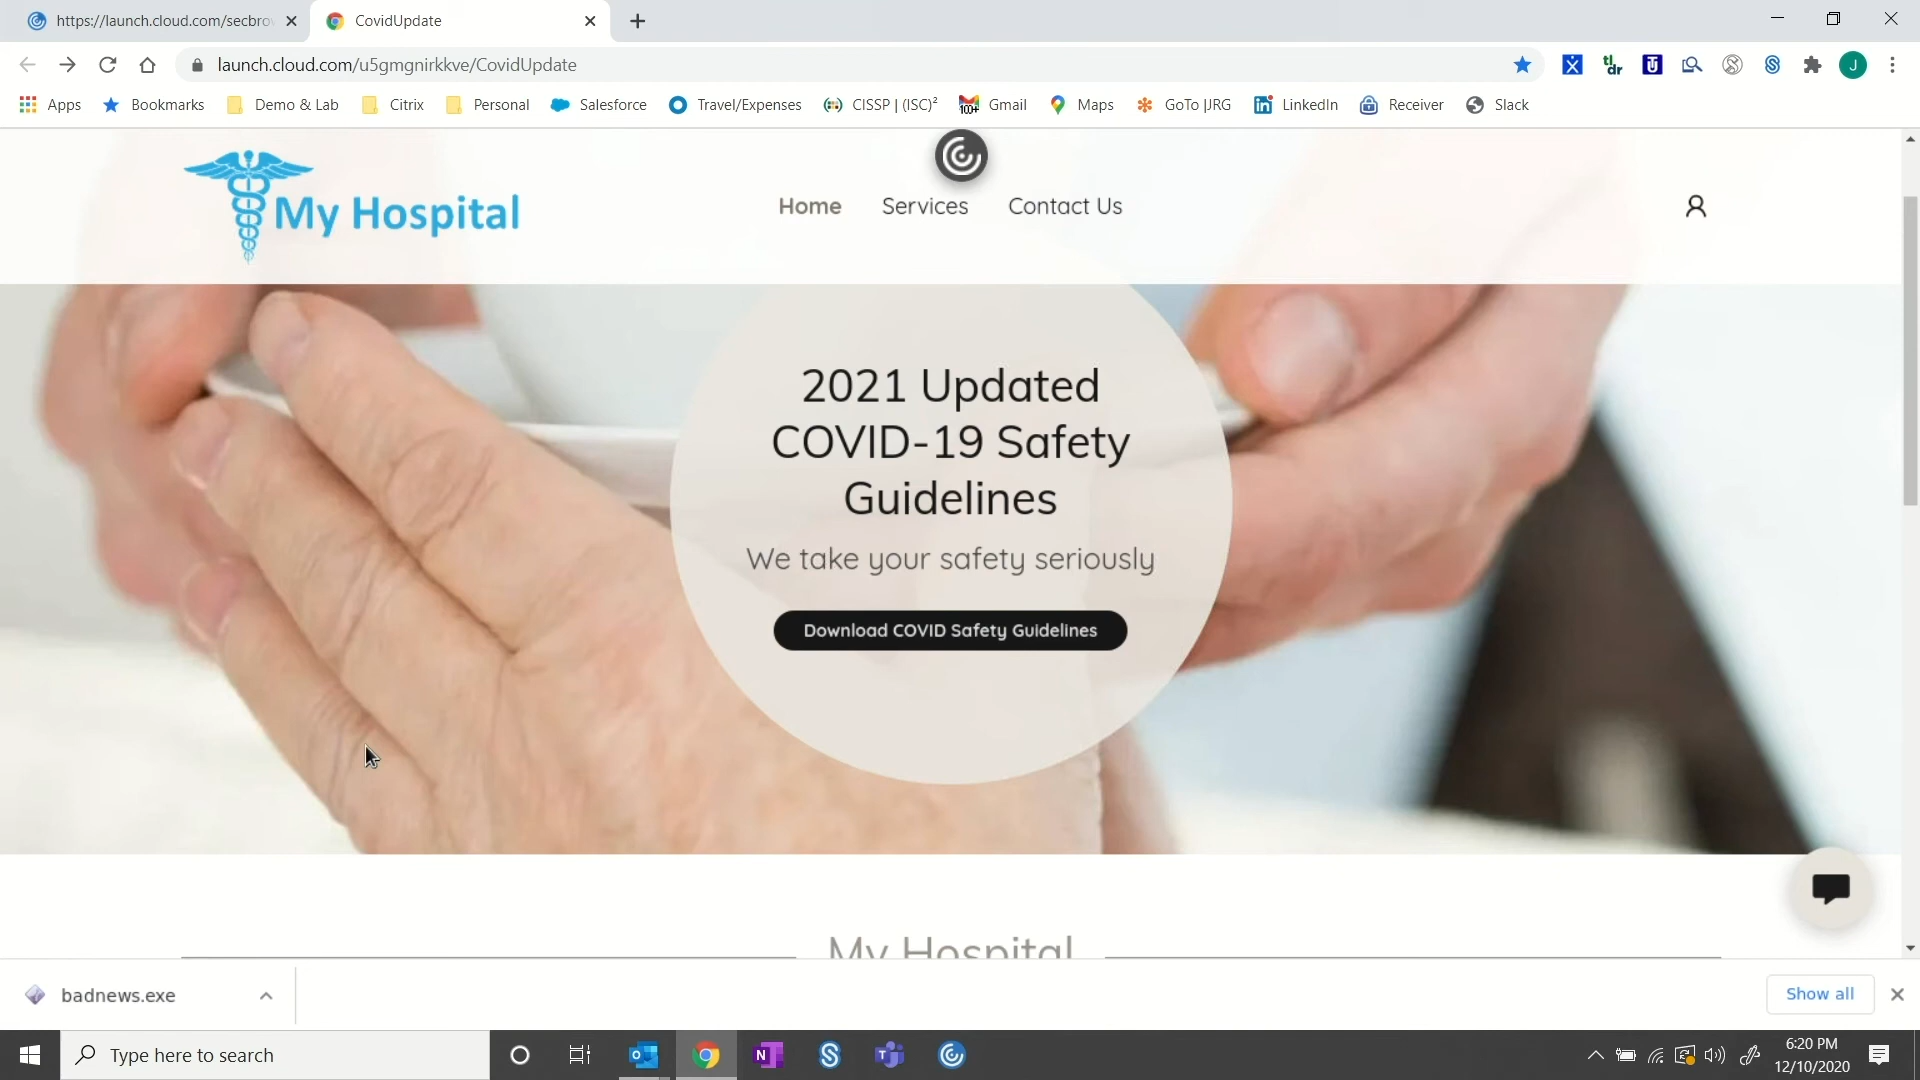 https://launch.cloud.com/secbro
CovidUpdate
launch.cloud.com/u5gmgnirkkve/CovidUpdate
tl;dr
J
Apps
Bookmarks
Demo & Lab
Citrix
Personal
Salesforce
Travel/Expenses
CISSP | (ISC)²
100+
Gmail
Maps
GoTo |JRG
LinkedIn
Receiver
Slack
My Hospital
Home
Services
Contact Us
2021 Updated
COVID-19 Safety
Guidelines
We take your safety seriously
Download COVID Safety Guidelines
My Hospital
badnews.exe
Show all
Type here to search
6:20 PM
12/10/2020